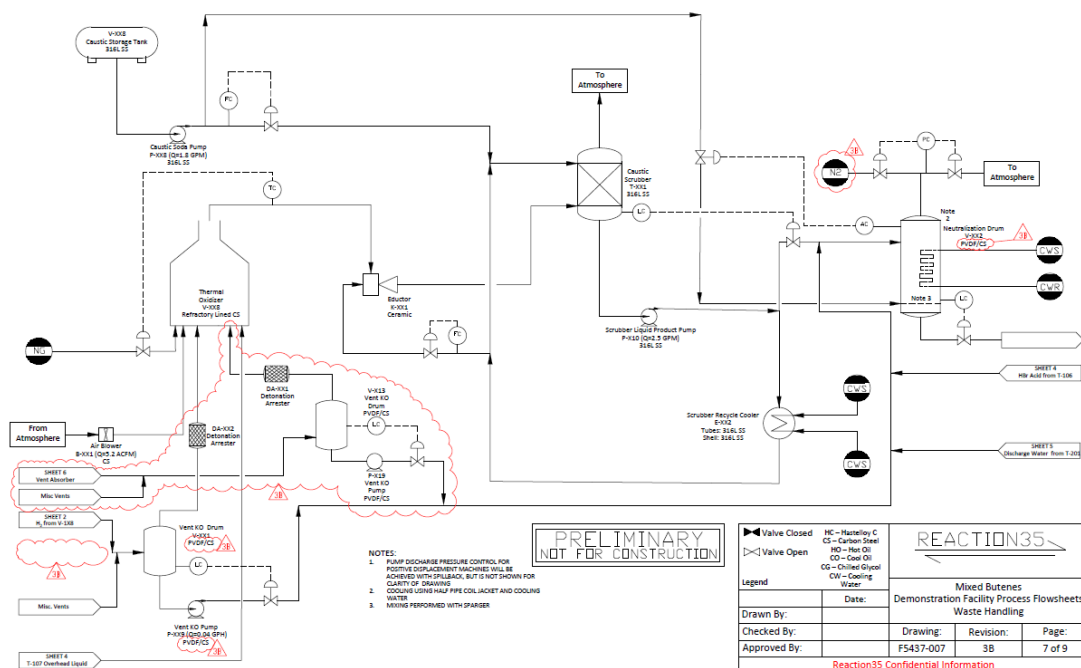 V-XX8
Caustic Storage Tank
316L SS
FC
Caustic Soda Pump
P-XX8 (Q=1.8 GPM)
316L SS
To
Atmosphere
Caustic
Scrubber
T-XX1
316L SS
LC
TC
3B
N2
PC
To
Atmosphere
Note
2
AC
Neutralization Drum
V-XX2
PVDF/CS
3B
CWS
CWR
Note 3
LC
Thermal
Oxidizer
V-XX8
Refractory Lined CS
Eductor
K-XX1
Ceramic
FC
NG
Scrubber Liquid Product Pump
P-X10 (Q=2.5 GPM)
316L SS
SHEET 4
HBr Acid from T-106
DA-XX1
Detonation
Arrester
V-X13
Vent KO
Drum
PVDF/CS
LC
CWS
Scrubber Recycle Cooler
E-XX2
Tubes: 316L SS
Shell: 316L SS
CWS
From
Atmosphere
Air Blower
B-XX1 (Q=5.2 ACFM)
CS
DA-XX2
Detonation
Arrester
P-X19
Vent KO
Pump
PVDF/CS
SHEET 5
Discharge Water from T-201
SHEET 6
Vent Absorber
Misc Vents
3B
SHEET 2
H2 from V-1X8
Vent KO Drum
V-XX1
PVDF/CS
3B
LC
3B
Misc. Vents
Vent KO Pump
P-XX9 (Q=0.04 GPH)
PVDF/CS
3B
SHEET 4
T-107 Overhead Liquid
PRELIMINARY
NOT FOR CONSTRUCTION
NOTES:
1. PUMP DISCHARGE PRESSURE CONTROL FOR
POSITIVE DISPLACEMENT MACHINES WILL BE
ACHIEVED WITH SPILLBACK, BUT IS NOT SHOWN FOR
CLARITY OF DRAWING
2. COOLING USING HALF PIPE COIL JACKET AND COOLING
WATER
3. MIXING PERFORMED WITH SPARGER
Valve Closed
Valve Open
Legend
HC – Hastelloy C
CS – Carbon Steel
HO – Hot Oil
CO – Cool Oil
CG – Chilled Glycol
CW – Cooling
Water
REACTION35
Date:
Mixed Butenes
Demonstration Facility Process Flowsheets
Waste Handling
Drawn By:
Checked By:
Drawing:
Revision:
Page:
Approved By:
F5437-007
3B
7 of 9
Reaction35 Confidential Information